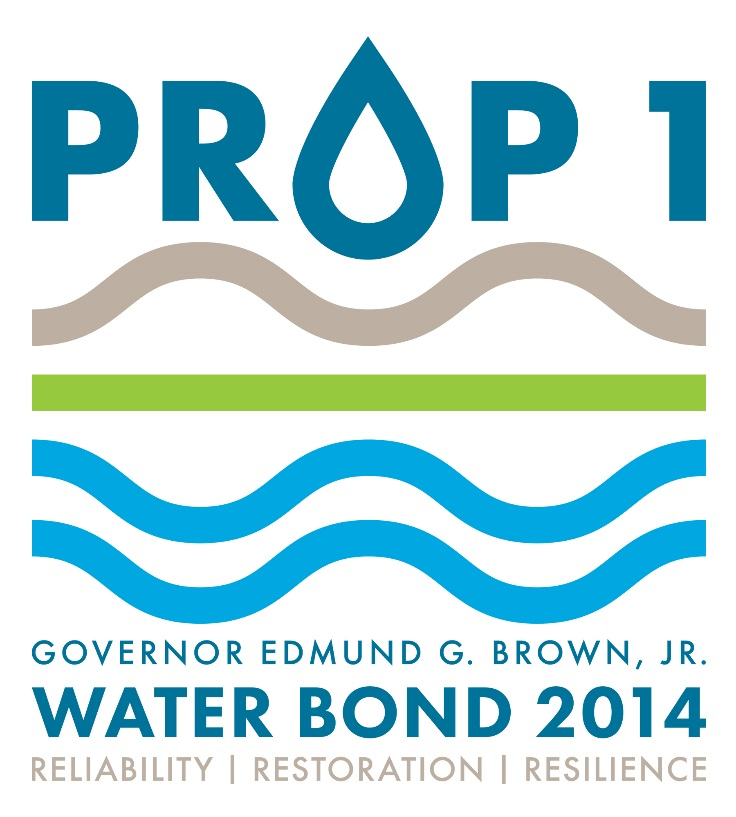 PROP 1
GOVERNOR EDMUND G. BROWN, JR.
WATER BOND 2014
RELIABILITY | RESTORATION | RESILIENCE